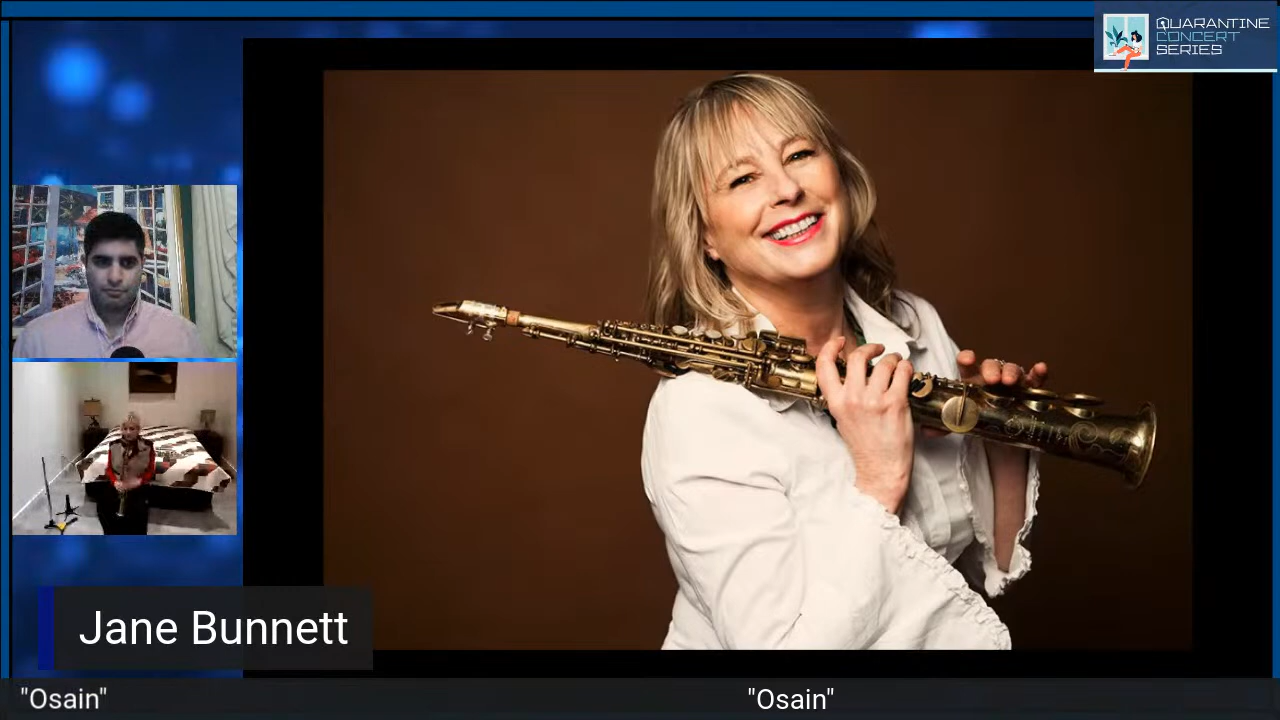 QUARANTINE
CONCERT
SERIES
Jane Bunnett
"Osain" "Osain"